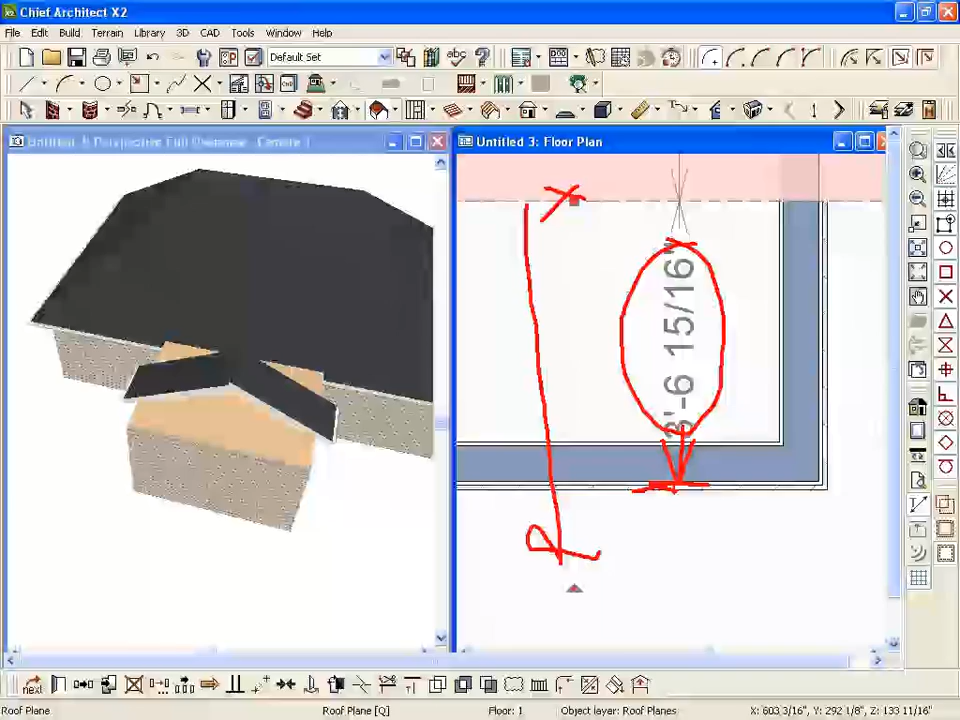 Chief Architect X2
File Edit Build Terrain Library 3D CAD Tools Window Help
Default Set
1
Untitled 3: Floor Plan
3'-6 15/16"
next
Roof Plane Roof Plane [Q] Floor: 1 Object layer: Roof Planes X: 603 3/16", Y: 292 1/8", Z: 133 11/16"